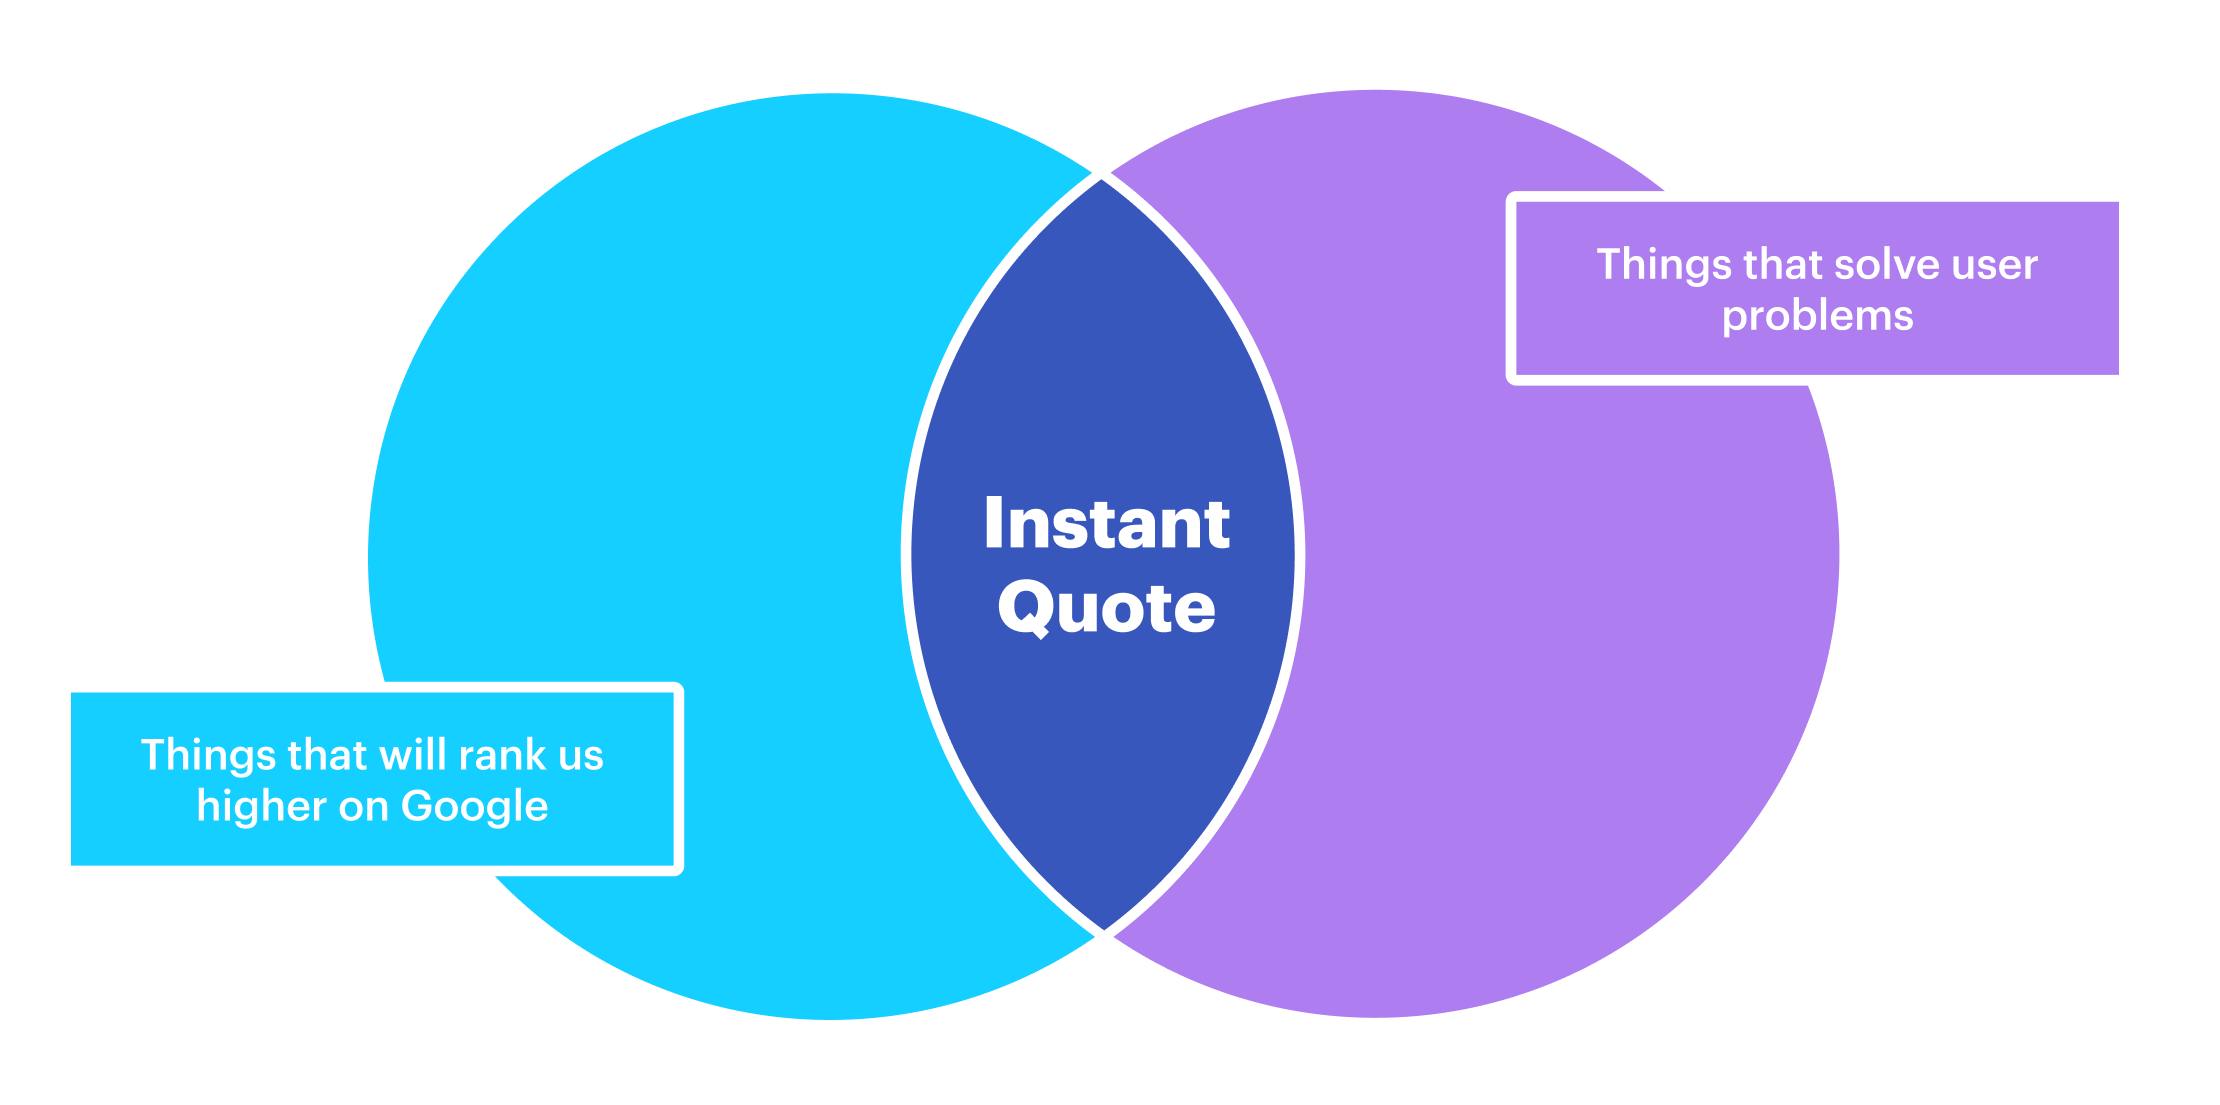 Things that solve user
problems
Instant
Quote
Things that will rank us
higher on Google